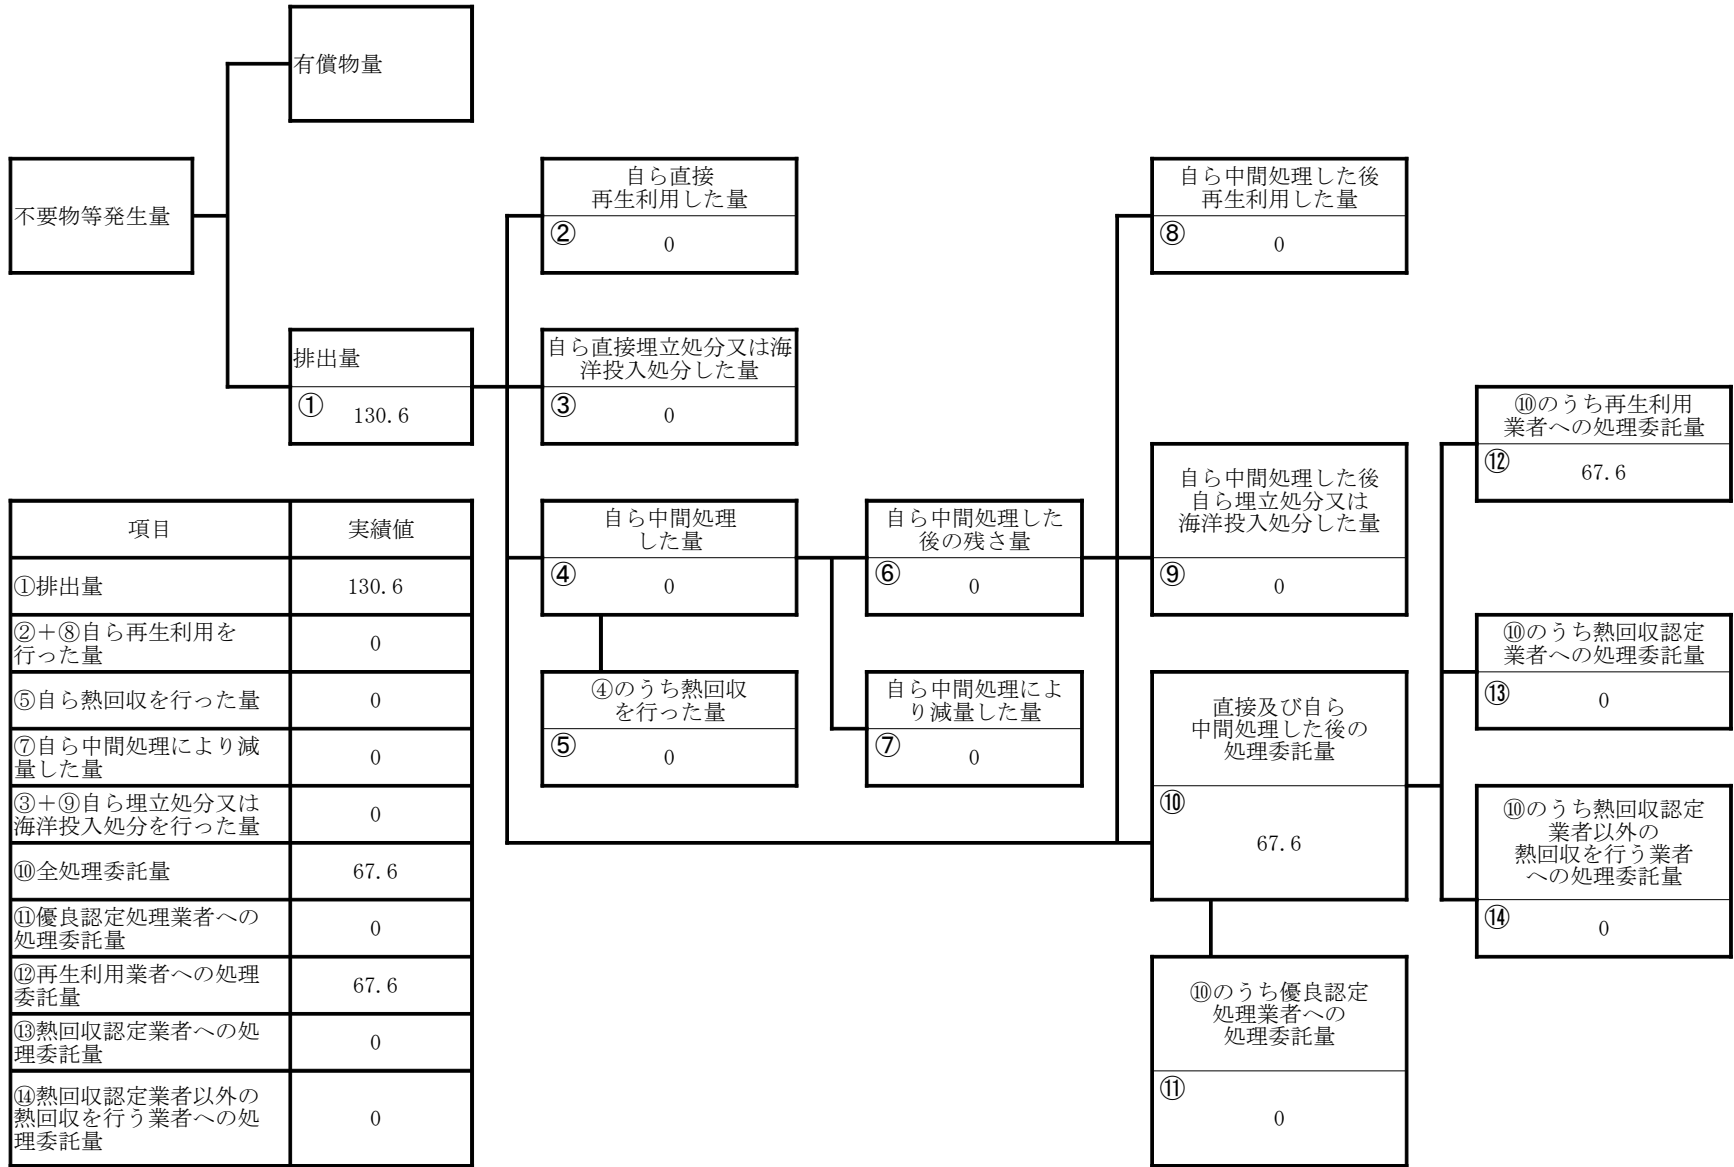 有償物量
不要物等発生量
自ら直接
再生利用した量
②
0
自ら中間処理した後
再生利用した量
⑧
0
排出量
①
130.6
自ら直接埋立処分又は海
洋投入処分した量
③
0
⑩のうち再生利用
業者への処理委託量
⑫
67.6
自ら中間処理した後
自ら埋立処分又は
海洋投入処分した量
⑨
0
自ら中間処理
した量
④
0
自ら中間処理した
後の残さ量
⑥
0
⑩のうち熱回収認定
業者への処理委託量
⑬
0
④のうち熱回収
を行った量
⑤
0
自ら中間処理によ
り減量した量
⑦
0
直接及び自ら
中間処理した後の
処理委託量
⑩
67.6
⑩のうち熱回収認定
業者以外の
熱回収を行う業者
への処理委託量
⑭
0
⑩のうち優良認定
処理業者への
処理委託量
⑪
0
項目 実績値
①排出量 130.6
②＋⑧自ら再生利用を
行った量 0
⑤自ら熱回収を行った量 0
⑦自ら中間処理により減
量した量 0
③＋⑨自ら埋立処分又は
海洋投入処分を行った量 0
⑩全処理委託量 67.6
⑪優良認定処理業者への
処理委託量 0
⑫再生利用業者への処理
委託量 67.6
⑬熱回収認定業者への処
理委託量 0
⑭熱回収認定業者以外の
熱回収を行う業者への処
理委託量 0